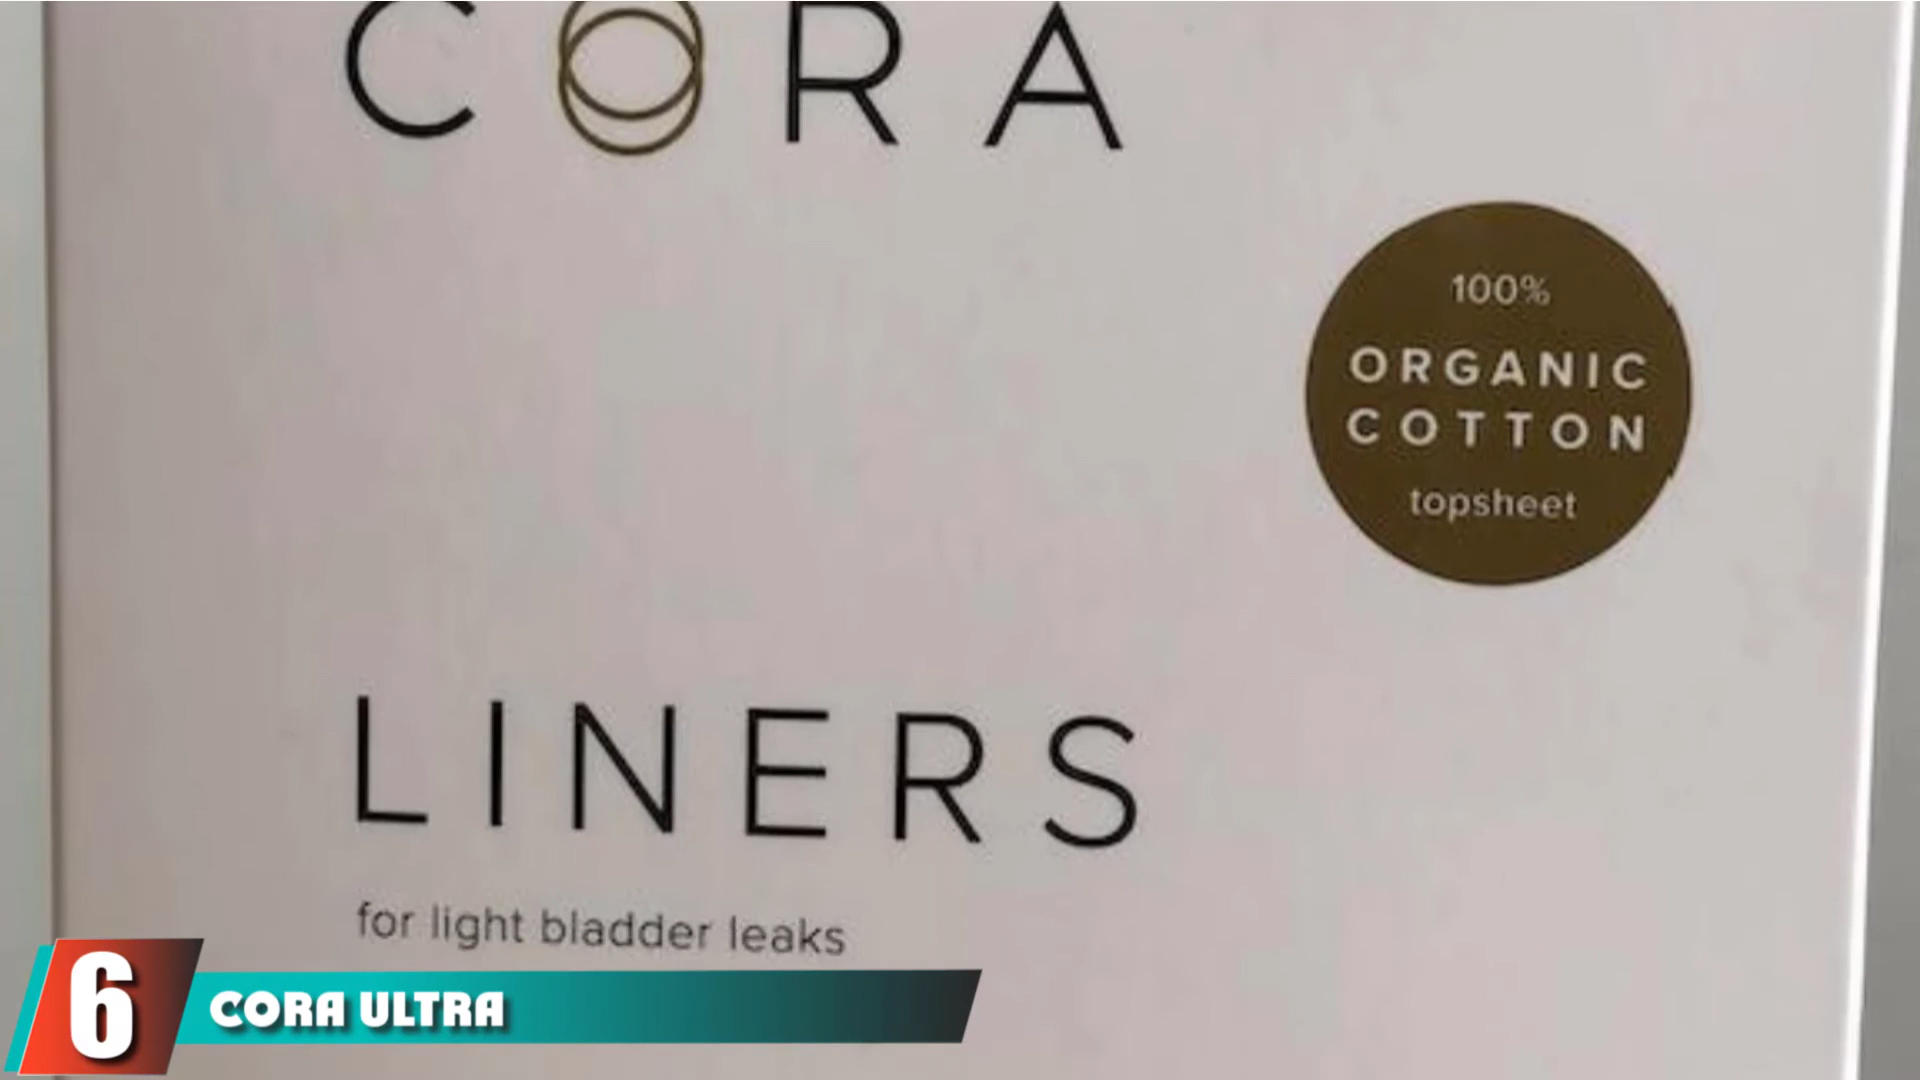 CORA
100%
ORGANIC
COTTON
topsheet
LINERS
for light bladder leaks
6
CORA ULTRA